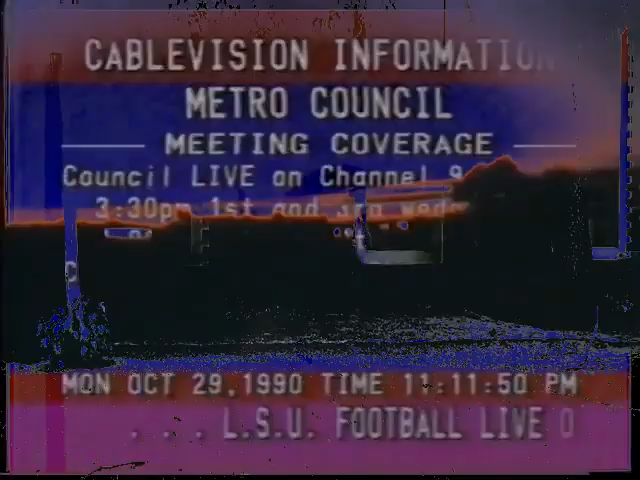 CABLEVISION INFORMATION
METRO COUNCIL
MEETING COVERAGE
Council LIVE on Channel 9
3:30pm 1st and
C
MON OCT 29,1990 TIME 11:11:50 PM
. . . L.S.U. FOOTBALL LIVE O